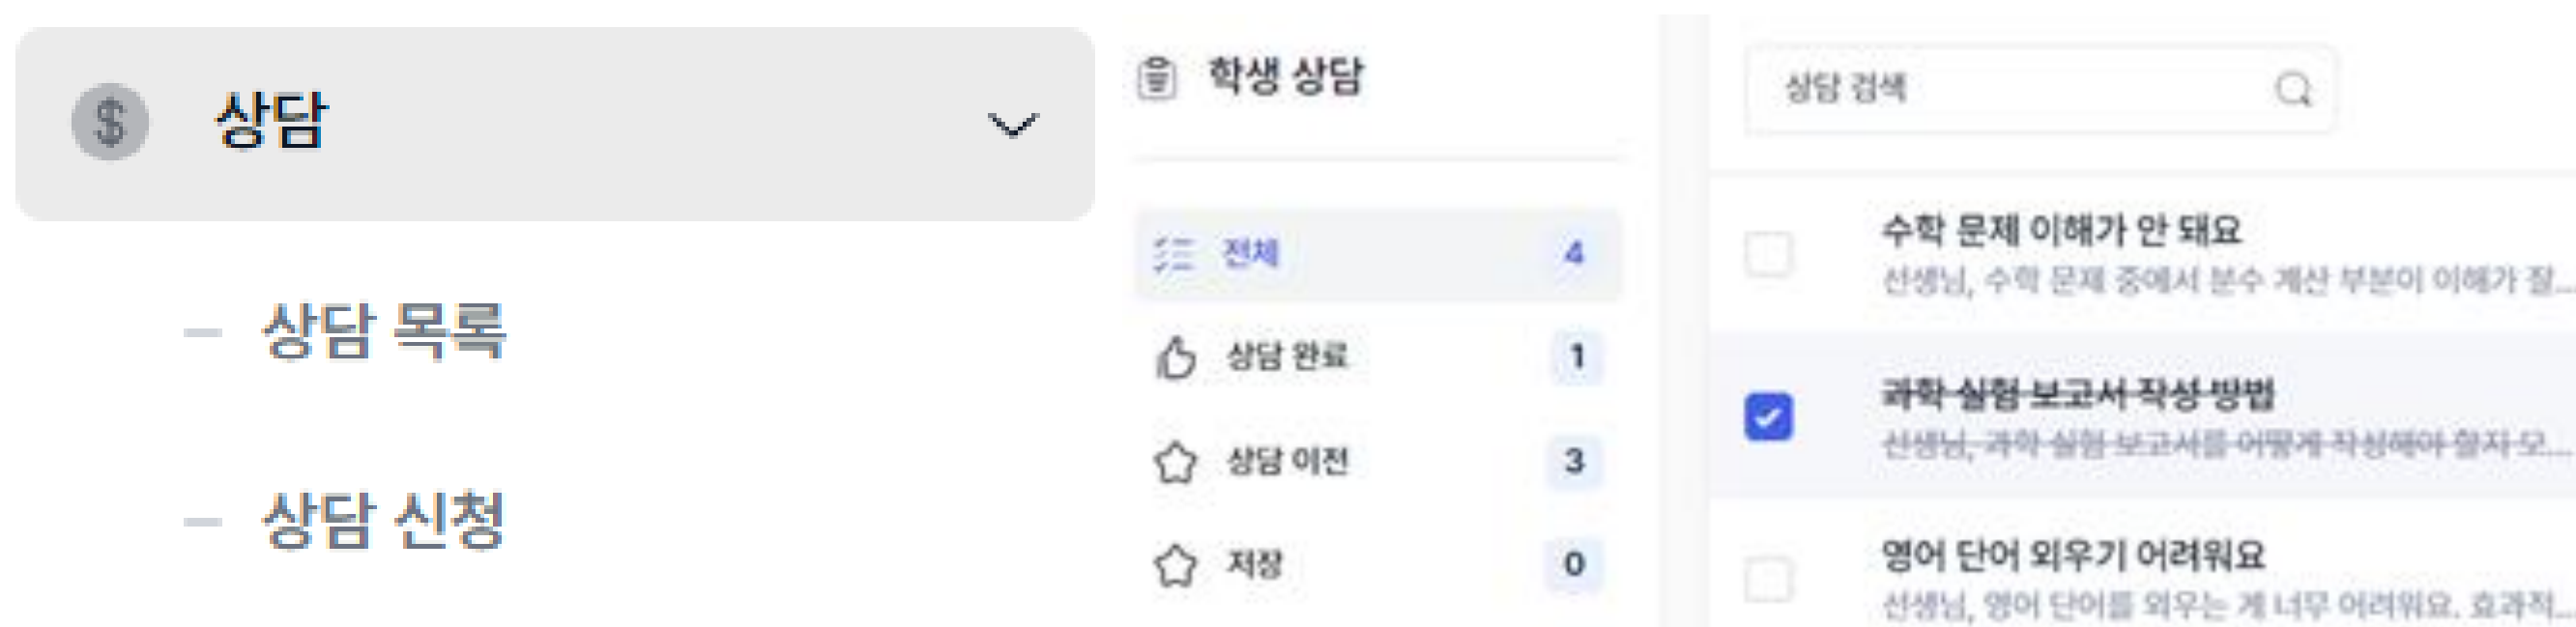 $ 상담
– 상담 목록
– 상담 신청
학생 상담
전체 4
상담 완료 1
상담 이전 3
저장 0
상담 검색
수학 문제 이해가 안 돼요
선생님, 수학 문제 중에서 분수 계산 부분이 이해가 잘...
과학 실험 보고서 작성 방법
선생님, 과학 실험 보고서를 어떻게 작성해야 할지 모...
영어 단어 외우기 어려워요
선생님, 영어 단어를 외우는 게 너무 어려워요. 효과적...